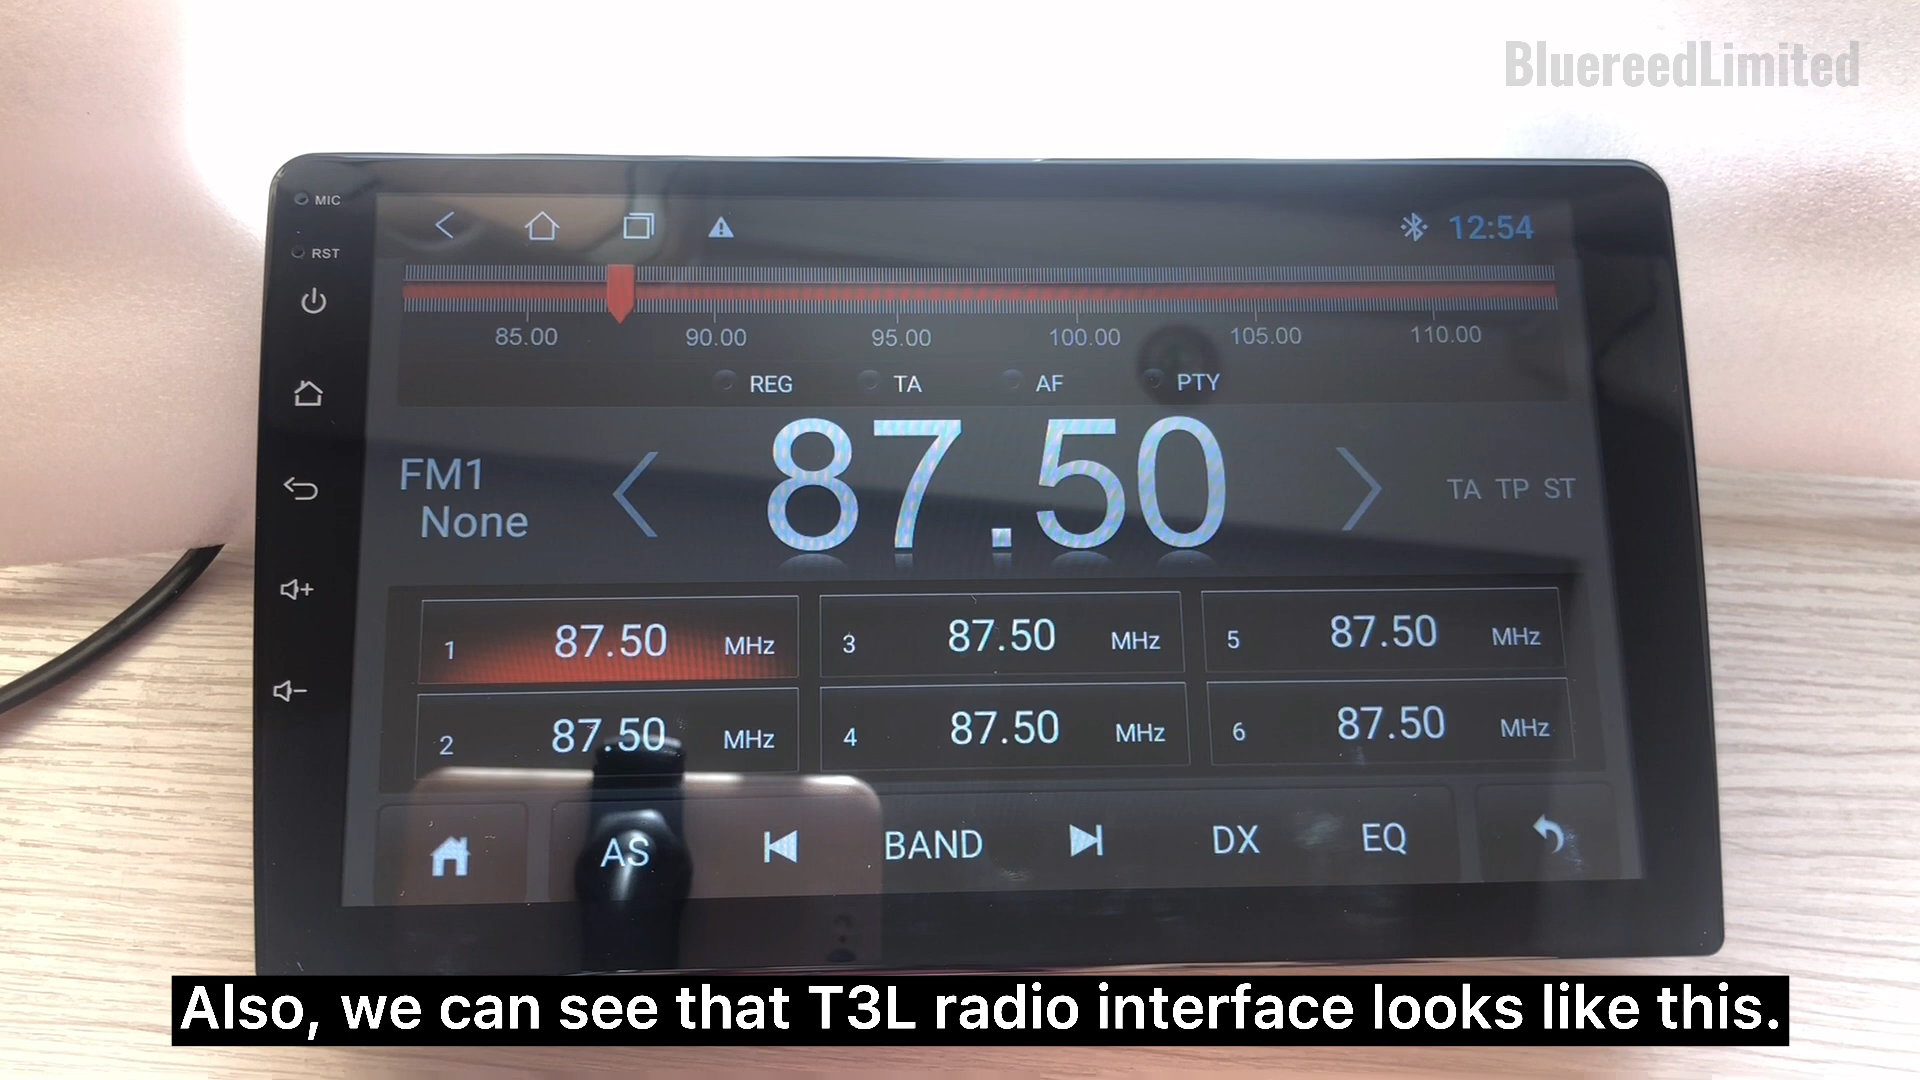 BluereedLimited
MIC
RST
12:54
85.00 90.00 95.00 100.00 105.00 110.00
REG TA AF PTY
FM1
None
87.50
TA TP ST
1 87.50 MHz
3 87.50 MHz
5 87.50 MHz
2 87.50 MHz
4 87.50 MHz
6 87.50 MHz
AS BAND DX EQ
Also, we can see that T3L radio interface looks like this.